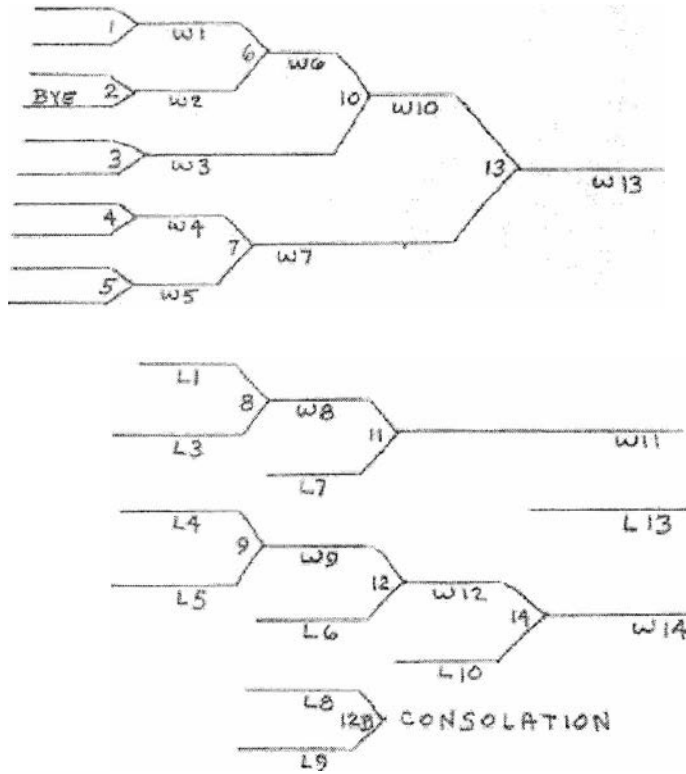 1 W1
6 W6
BYE 2 W2
10 W10
3 W3
13 W13
4 W4
7 W7
5 W5
L1
8 W8
L3
11 W11
L7
L4
L13
9 W9
L5
12 W12
L6
14 W14
L10
L8
12B CONSOLATION
L9